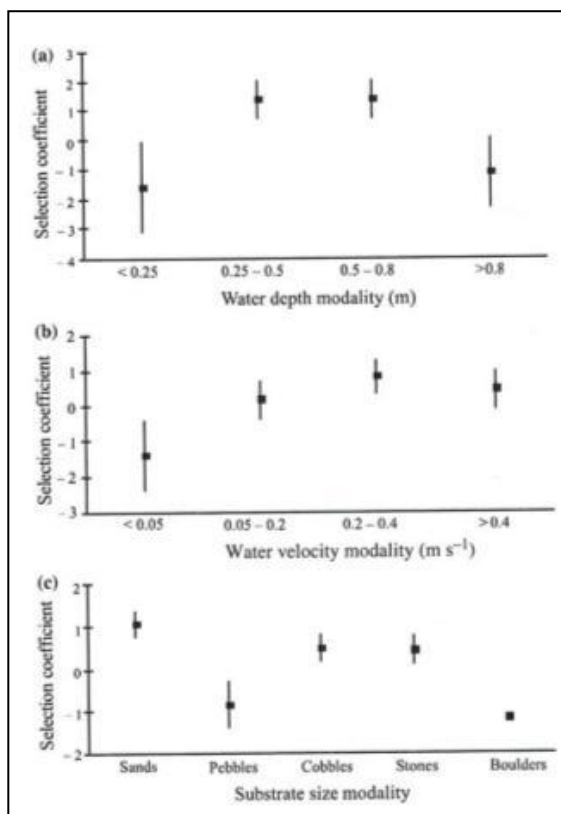 (a)
3
2
1
0
– 1
– 2
– 3
– 4
Selection coefficient
< 0.25 0.25 – 0.5 0.5 – 0.8 >0.8
Water depth modality (m)
(b)
2
1
0
– 1
– 2
– 3
Selection coefficient
< 0.05 0.05 – 0.2 0.2 – 0.4 > 0.4
Water velocity modality (m s⁻¹)
(c)
2
1
0
– 1
– 2
Selection coefficient
Sands Pebbles Cobbles Stones Boulders
Substrate size modality